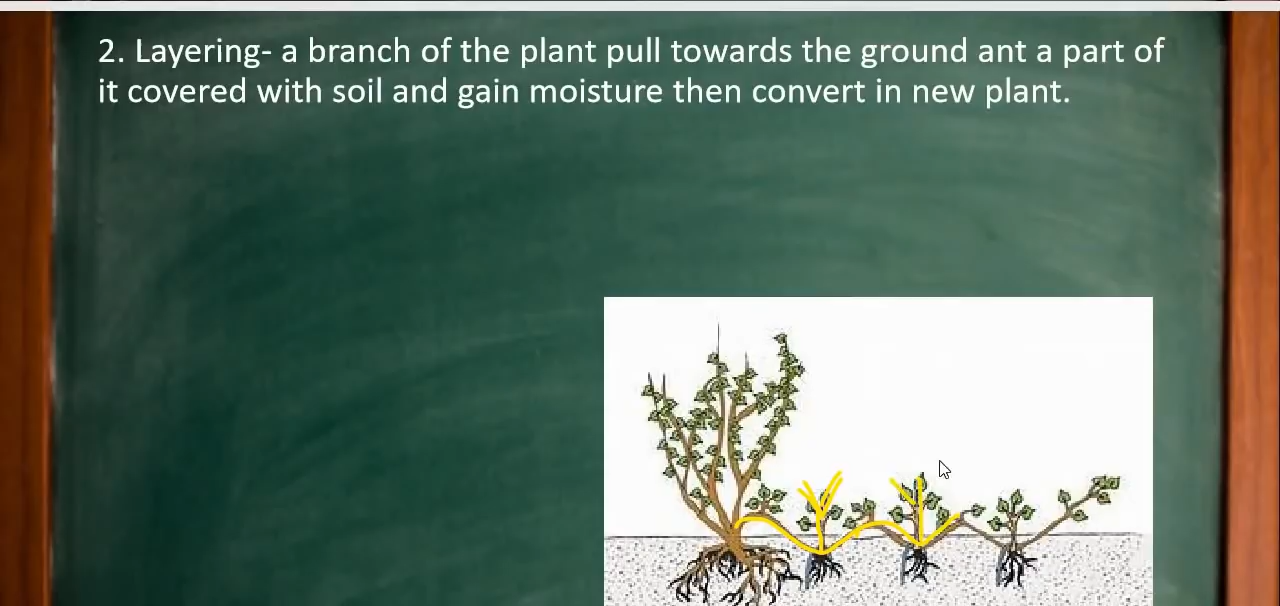 2. Layering- a branch of the plant pull towards the ground ant a part of
it covered with soil and gain moisture then convert in new plant.